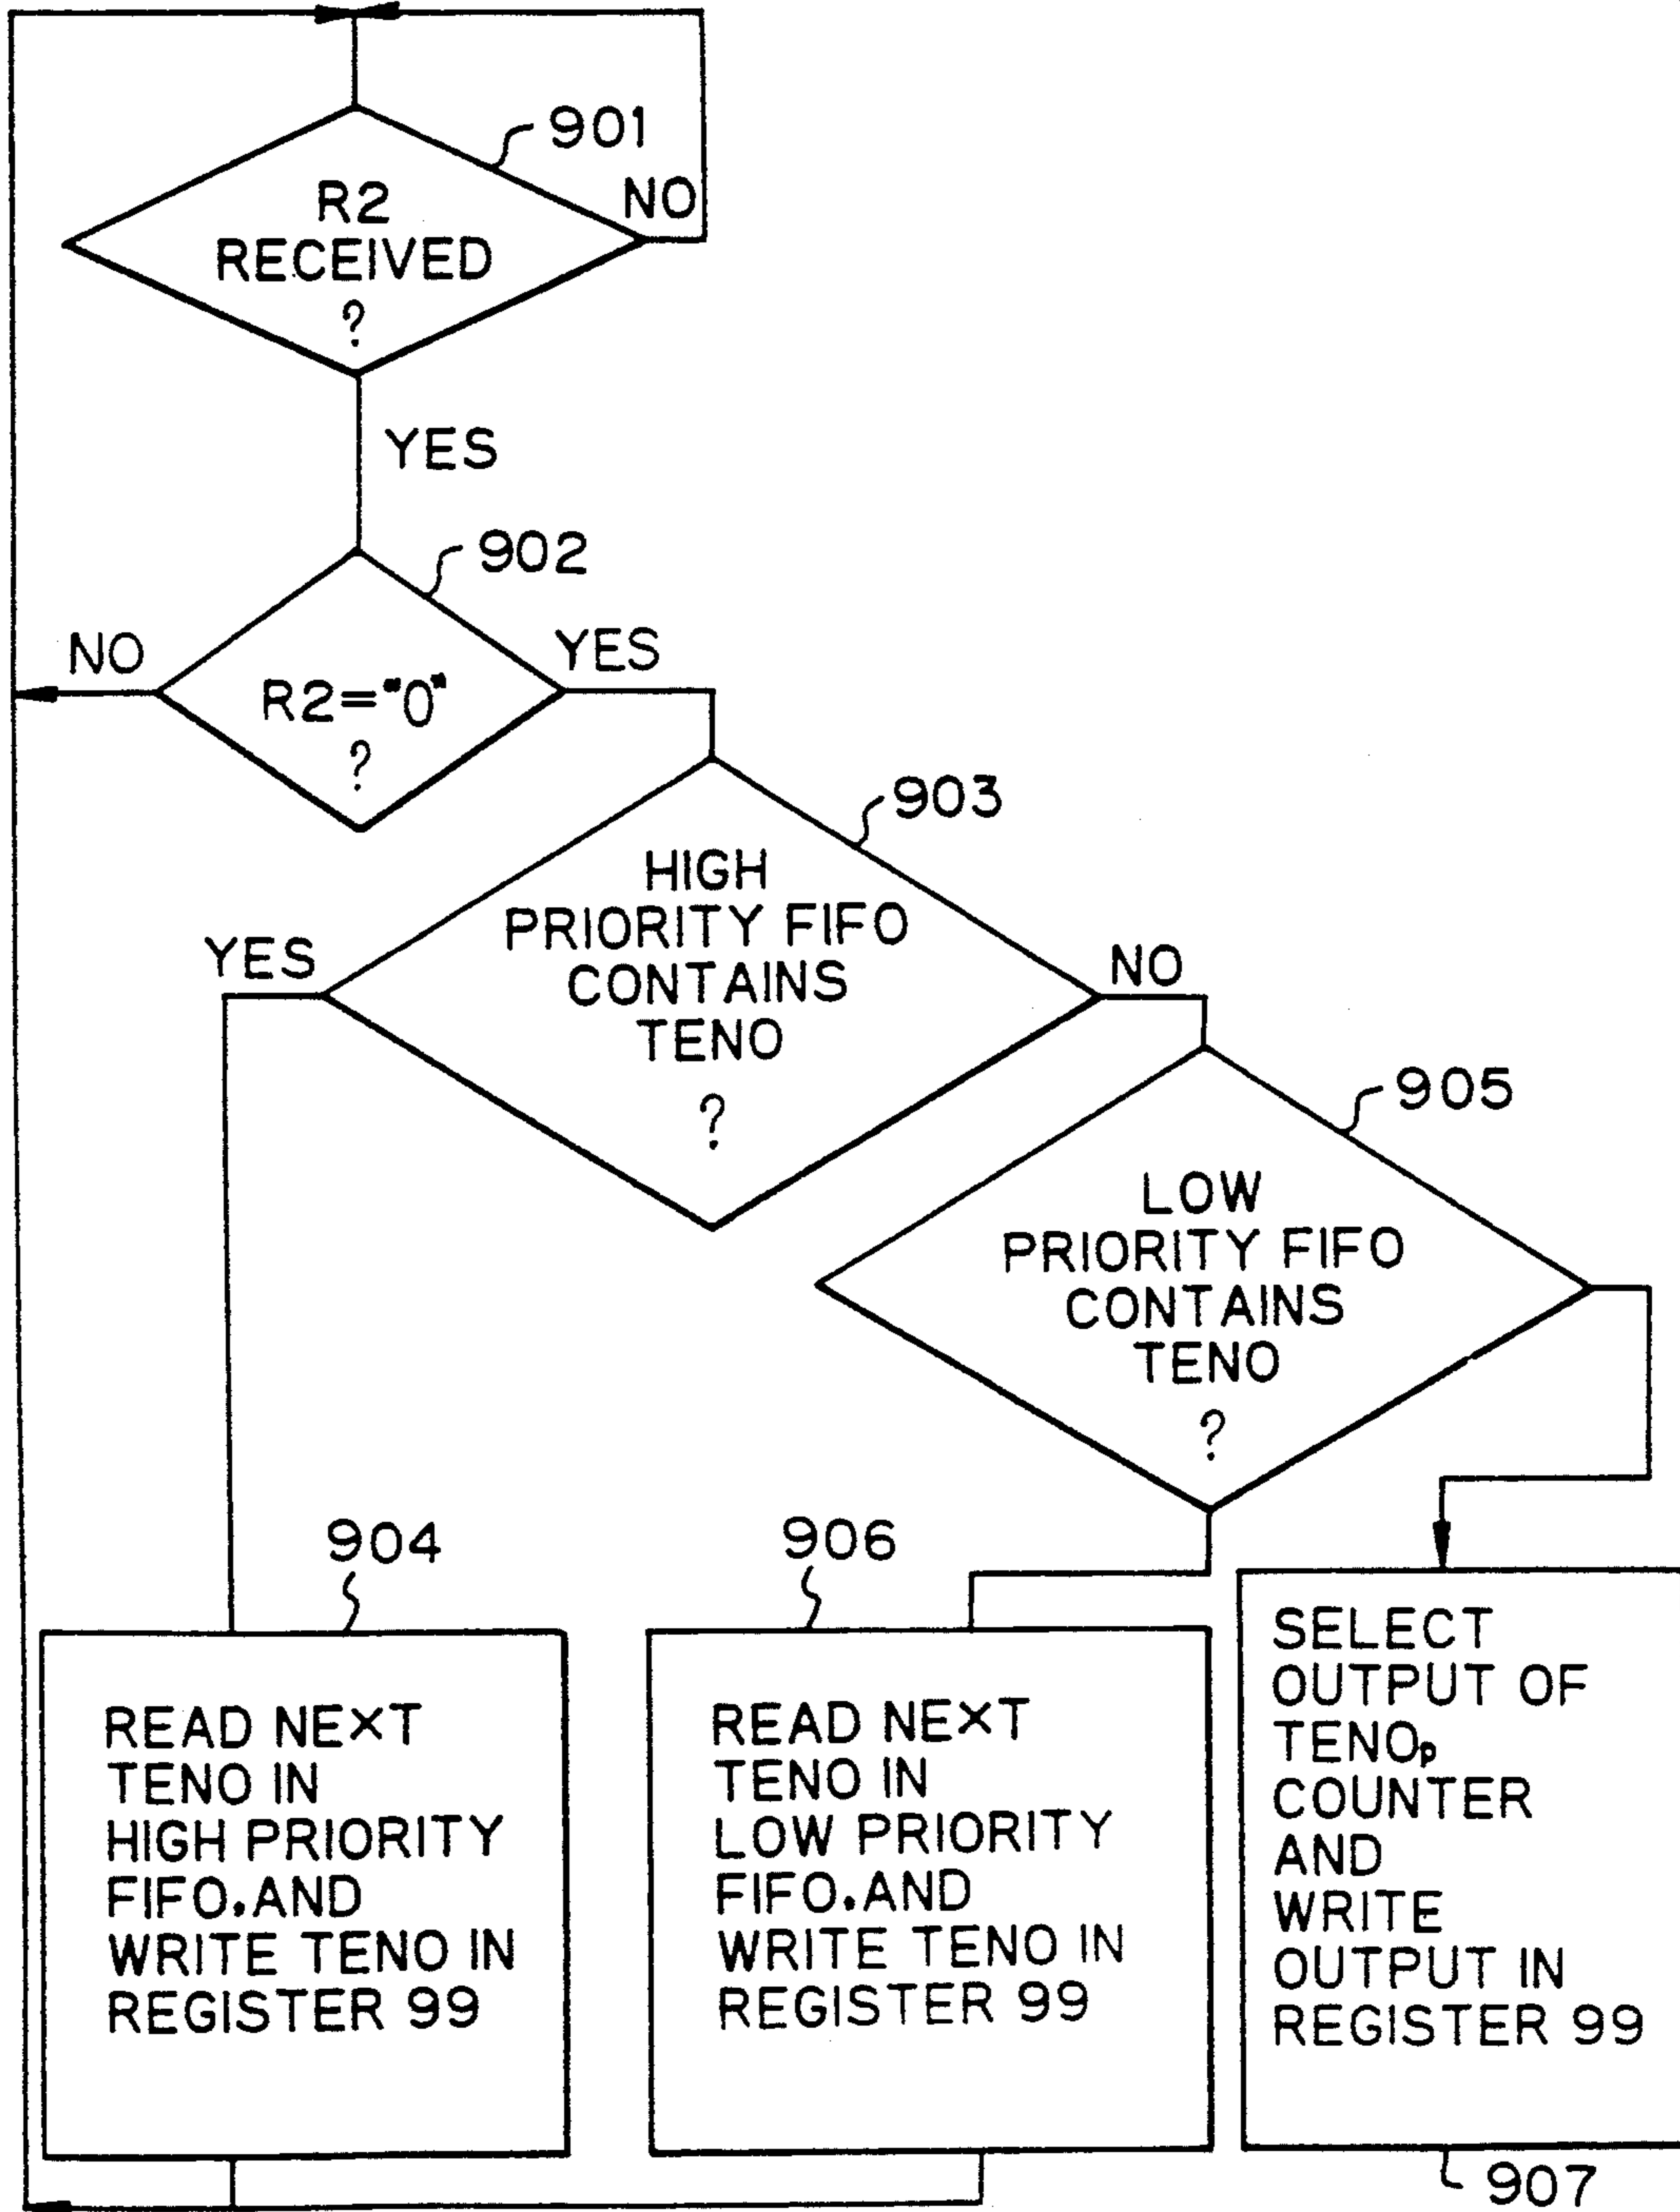 901
R2
RECEIVED
?
NO
YES
902
NO
YES
R2="0"
?
903
HIGH
PRIORITY FIFO
CONTAINS
TENO
?
YES
NO
905
LOW
PRIORITY FIFO
CONTAINS
TENO
?
904
READ NEXT
TENO IN
HIGH PRIORITY
FIFO.AND
WRITE TENO IN
REGISTER 99
906
READ NEXT
TENO IN
LOW PRIORITY
FIFO.AND
WRITE TENO IN
REGISTER 99
SELECT
OUTPUT OF
TENOp
COUNTER
AND
WRITE
OUTPUT IN
REGISTER 99
907